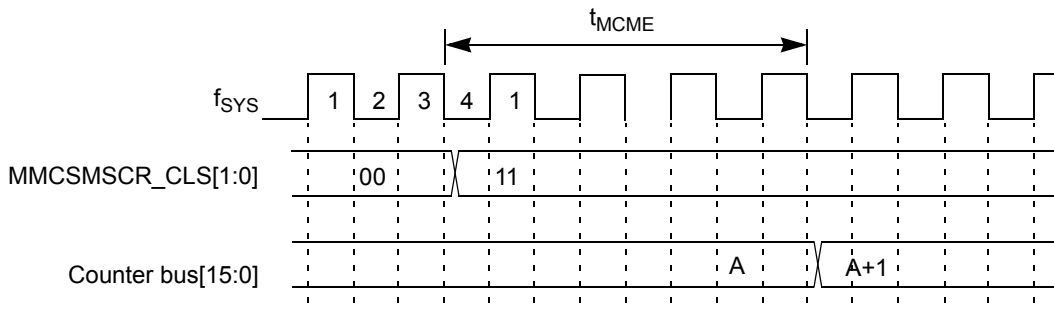 tMCME
fSYS 1 2 3 4 1
MMCSMSCR_CLS[1:0] 00 11
Counter bus[15:0] A A+1